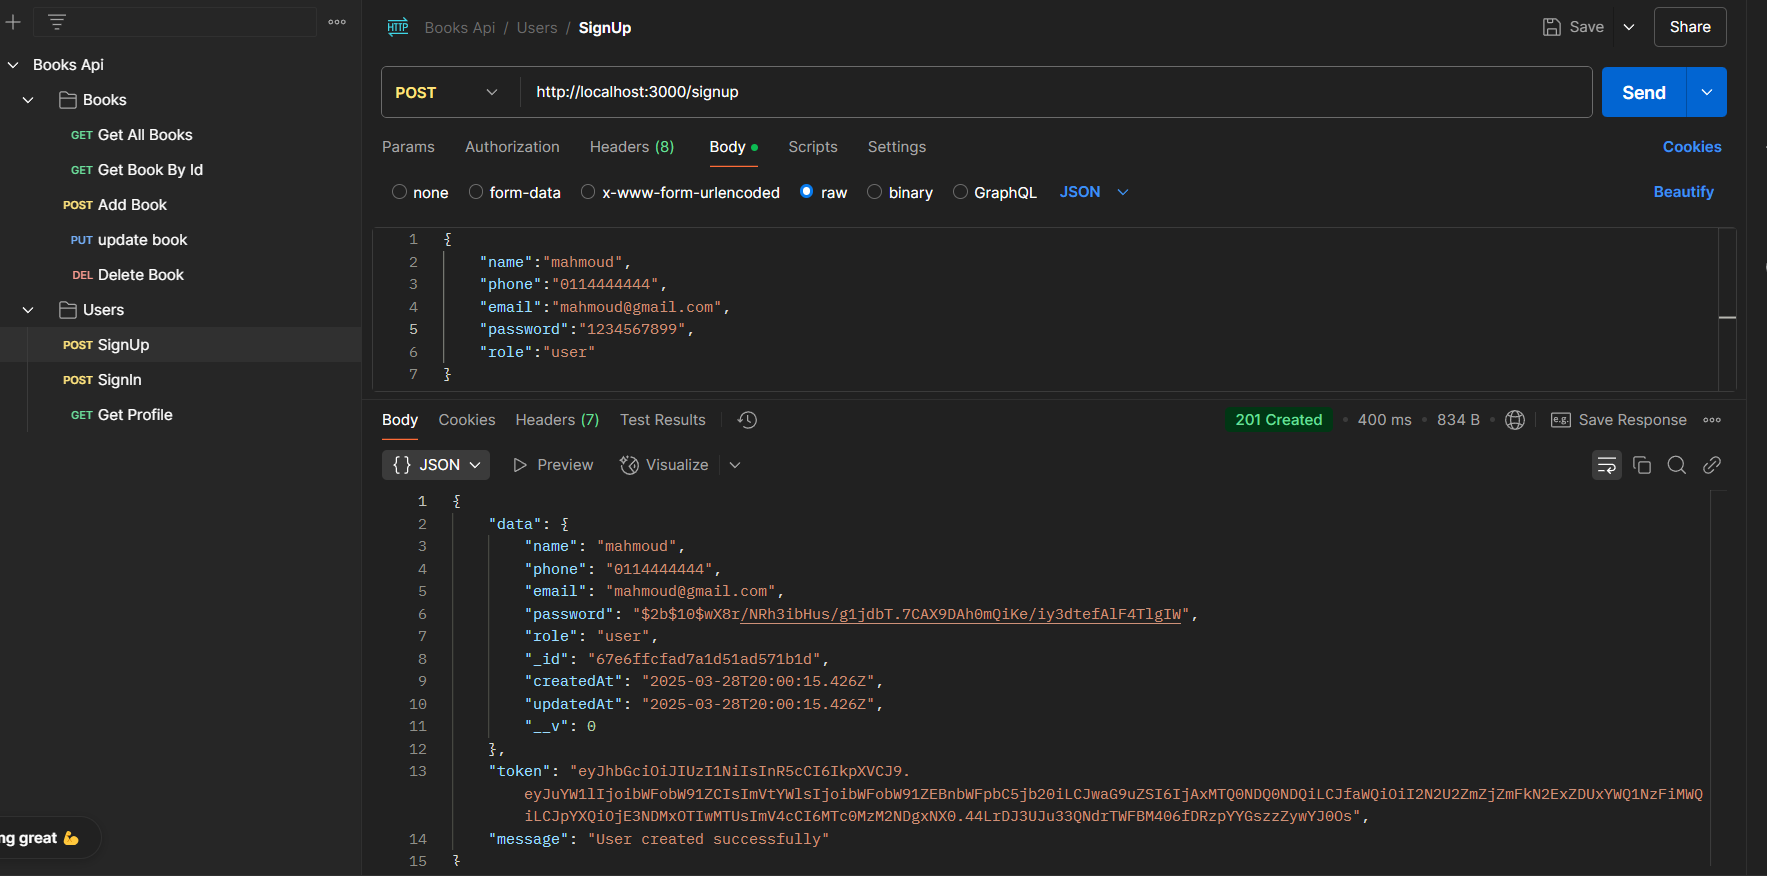 Books Api
Books
GET Get All Books
GET Get Book By Id
POST Add Book
PUT update book
DEL Delete Book
Users
POST SignUp
POST SignIn
GET Get Profile
ng great 💪
HTTP Books Api / Users / SignUp
Save
Share
POST http://localhost:3000/signup
Send
Params Authorization Headers (8) Body Scripts Settings Cookies
none form-data x-www-form-urlencoded raw binary GraphQL JSON Beautify
1 {
2 "name":"mahmoud",
3 "phone":"0114444444",
4 "email":"mahmoud@gmail.com",
5 "password":"1234567899",
6 "role":"user"
7 }
Body Cookies Headers (7) Test Results 201 Created • 400 ms • 834 B • e.g. Save Response
{} JSON Preview Visualize
1 {
2 "data": {
3 "name": "mahmoud",
4 "phone": "0114444444",
5 "email": "mahmoud@gmail.com",
6 "password": "$2b$10$wX8r/NRh3ibHus/g1jdbT.7CAX9DAh0mQiKe/iy3dtefAlF4TlgIW",
7 "role": "user",
8 "_id": "67e6ffcfad7a1d51ad571b1d",
9 "createdAt": "2025-03-28T20:00:15.426Z",
10 "updatedAt": "2025-03-28T20:00:15.426Z",
11 "__v": 0
12 },
13 "token": "eyJhbGciOiJIUzI1NiIsInR5cCI6IkpXVCJ9.
eyJuYW1lIjoibWFobW91ZCIsImVtYWlsIjoibWFobW91ZEBnbWFpbC5jb20iLCJwaG9uZSI6IjAxMTQ0NDQ0NDQiLCJfaWQiOiI2N2U2ZmZjZmFkN2ExZDUxYWQ1NzFiMWQ
iLCJpYXQiOjE3NDMxOTIwMTUsImV4cCI6MTc0MzM2NDgxNX0.44LrDJ3UJu33QNdrTWFBM406fDRzpYYGszzZywYJ0Os",
14 "message": "User created successfully"
15 }